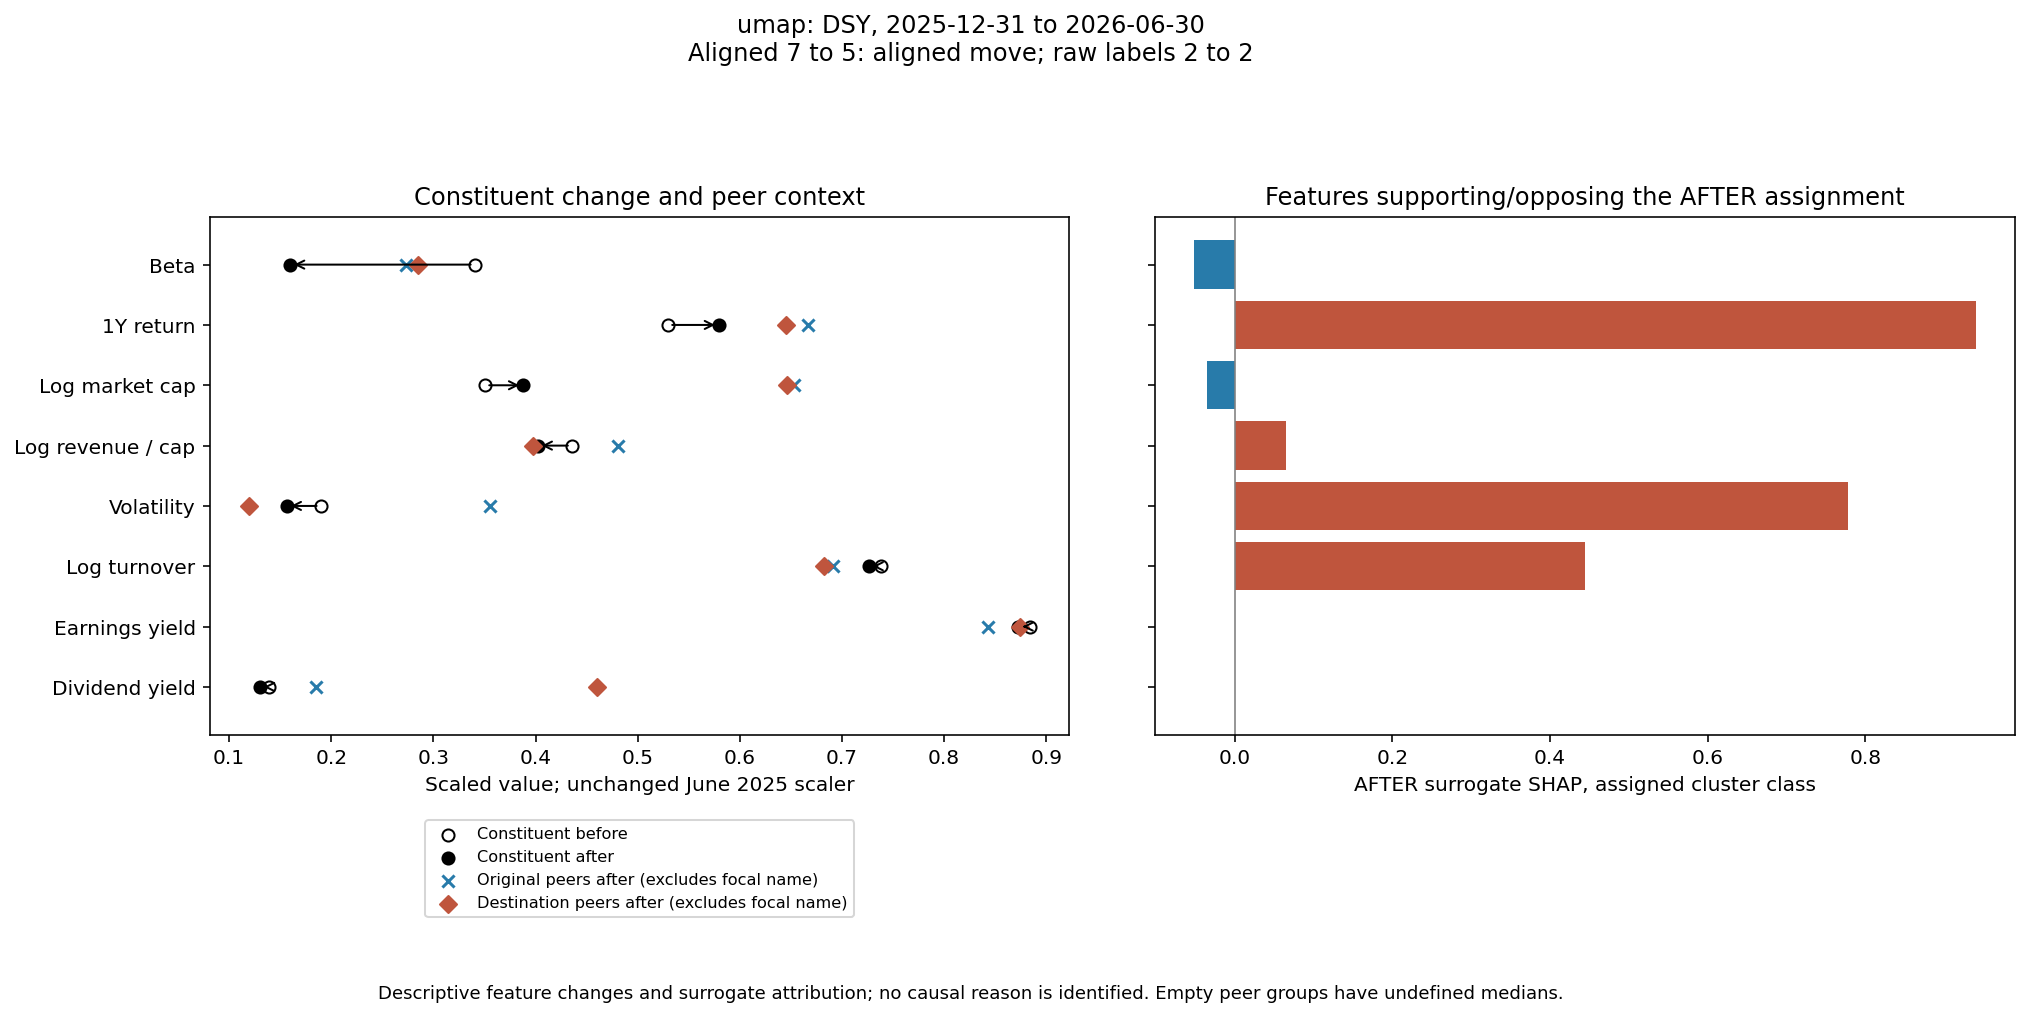 umap: DSY, 2025-12-31 to 2026-06-30
Aligned 7 to 5: aligned move; raw labels 2 to 2
Constituent change and peer context
Beta
1Y return
Log market cap
Log revenue / cap
Volatility
Log turnover
Earnings yield
Dividend yield
0.1 0.2 0.3 0.4 0.5 0.6 0.7 0.8 0.9
Scaled value; unchanged June 2025 scaler
Constituent before
Constituent after
Original peers after (excludes focal name)
Destination peers after (excludes focal name)
Features supporting/opposing the AFTER assignment
0.0 0.2 0.4 0.6 0.8
AFTER surrogate SHAP, assigned cluster class
Descriptive feature changes and surrogate attribution; no causal reason is identified. Empty peer groups have undefined medians.